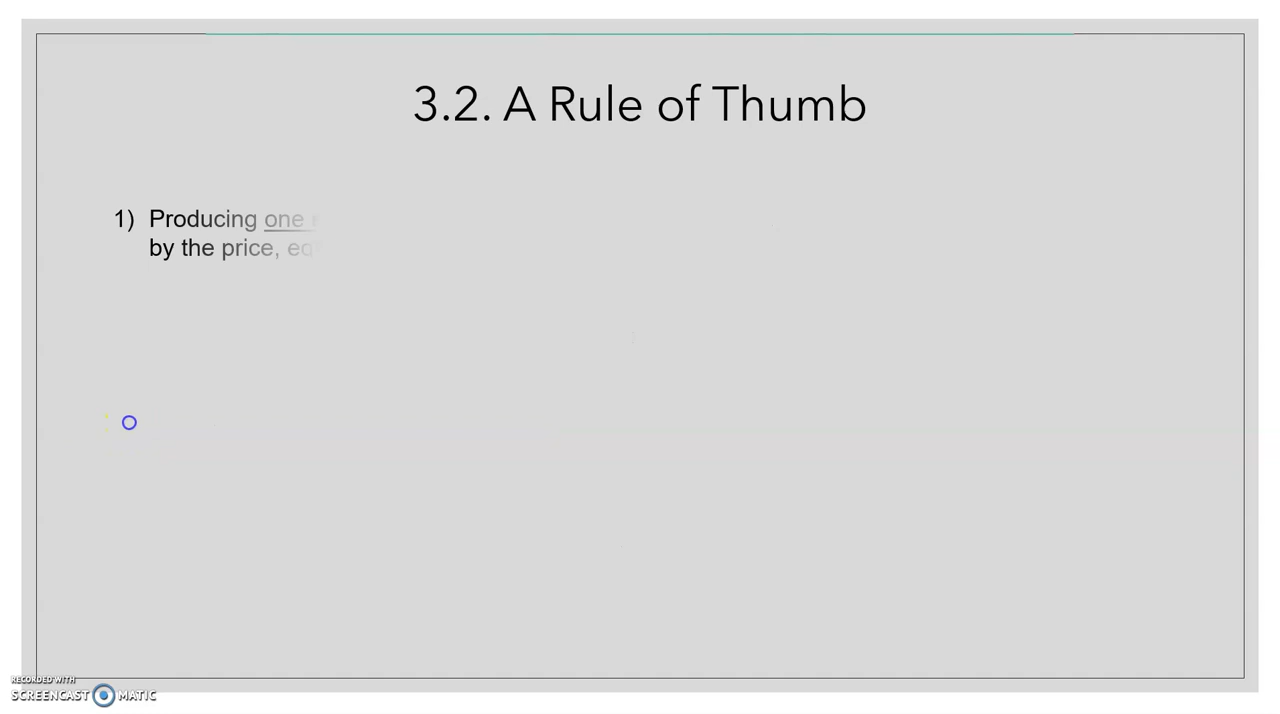 3.2. A Rule of Thumb
1) Producing one
by the price,
RECORDED WITH
SCREENCAST MATIC